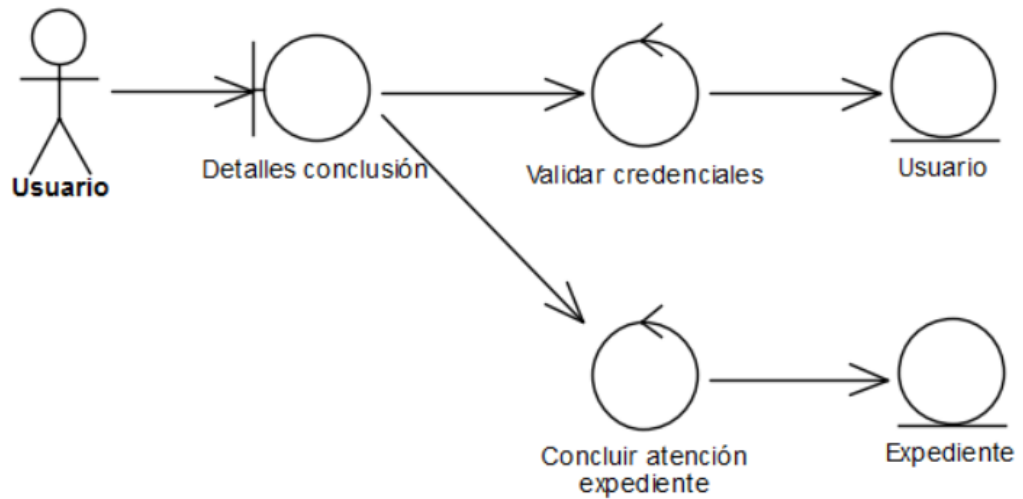 Usuario
Detalles conclusión
Validar credenciales
Usuario
Concluir atención
expediente
Expediente